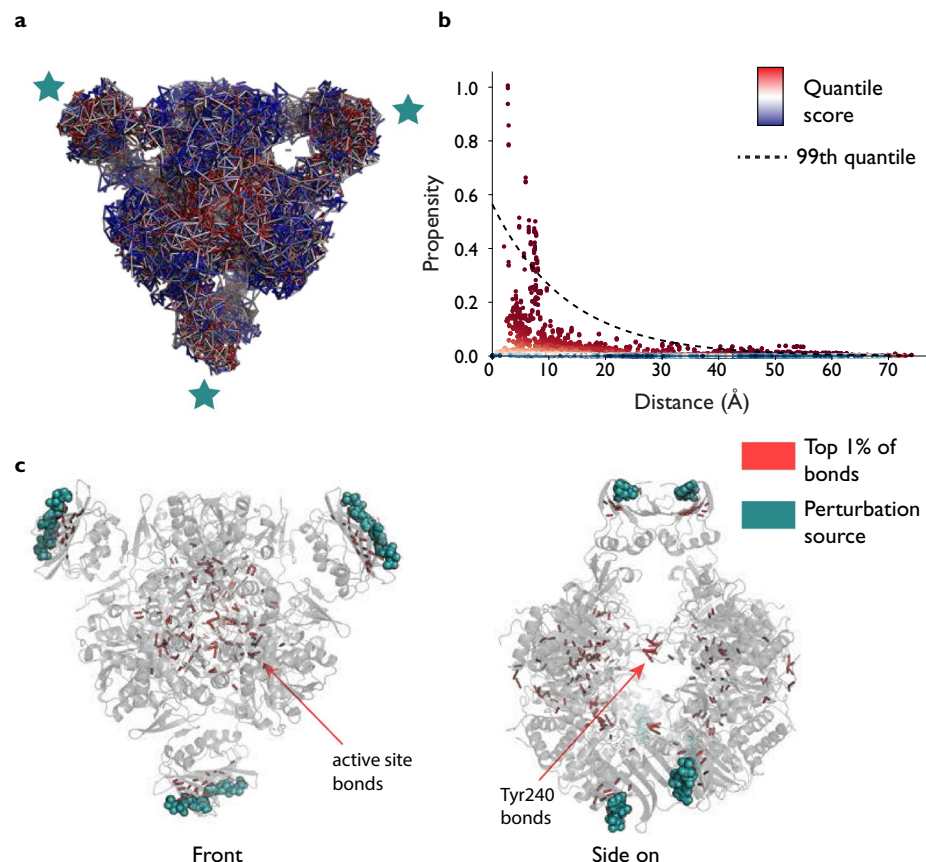 a
b
Quantile
score
99th quantile
Propensity
1.0
0.8
0.6
0.4
0.2
0.0
0
10
20
30
40
50
60
70
Distance (Å)
c
Top 1% of
bonds
Perturbation
source
active site
bonds
Tyr240
bonds
Front
Side on